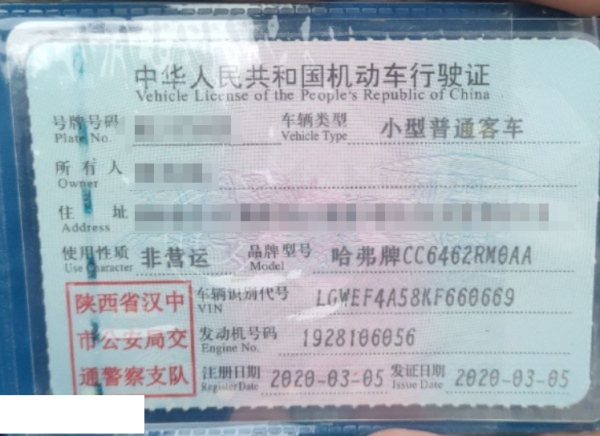 中华人民共和国机动车行驶证
Vehicle License of the People's Republic of China
号牌号码 车辆类型 小型普通客车
Plate No. Vehicle Type
所有人
Owner
住址
Address
使用性质 非营运 品牌型号 哈弗牌CC6462RM0AA
Use Character Model
陕西省汉中 车辆识别代号 LGWEF4A58KF660669
VIN
市公安局交 发动机号码 1928106056
Engine No.
通警察支队 注册日期 2020-03-05 发证日期 2020-03-05
Register Date Issue Date